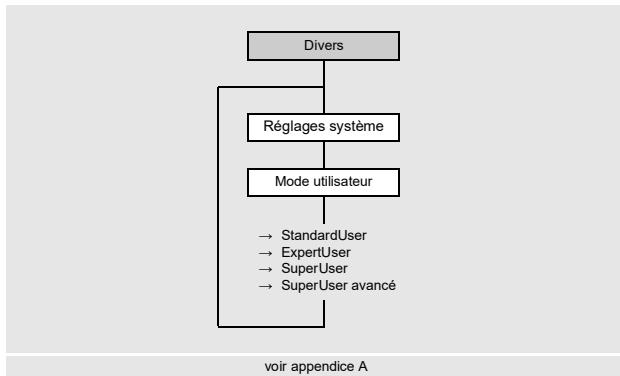 Divers
Réglages système
Mode utilisateur
→ StandardUser
→ ExpertUser
→ SuperUser
→ SuperUser avancé
voir appendice A